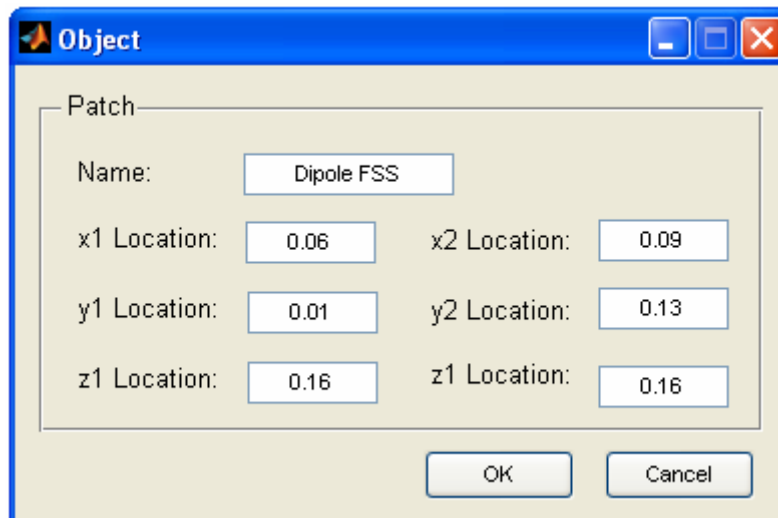 Object
Patch
Name: Dipole FSS
x1 Location: 0.06 x2 Location: 0.09
y1 Location: 0.01 y2 Location: 0.13
z1 Location: 0.16 z1 Location: 0.16
OK Cancel